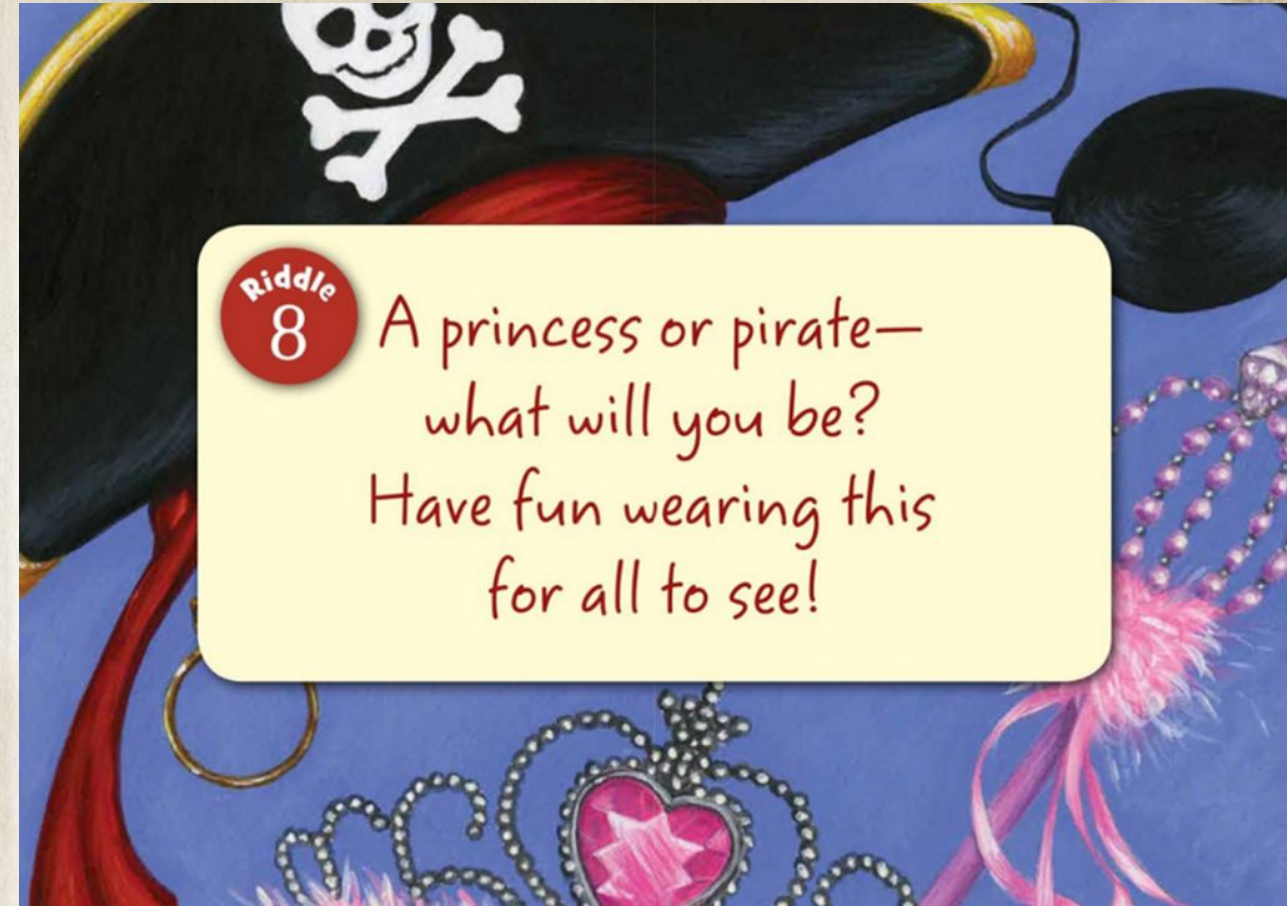 Riddle
8
A princess or pirate—
what will you be?
Have fun wearing this
for all to see!